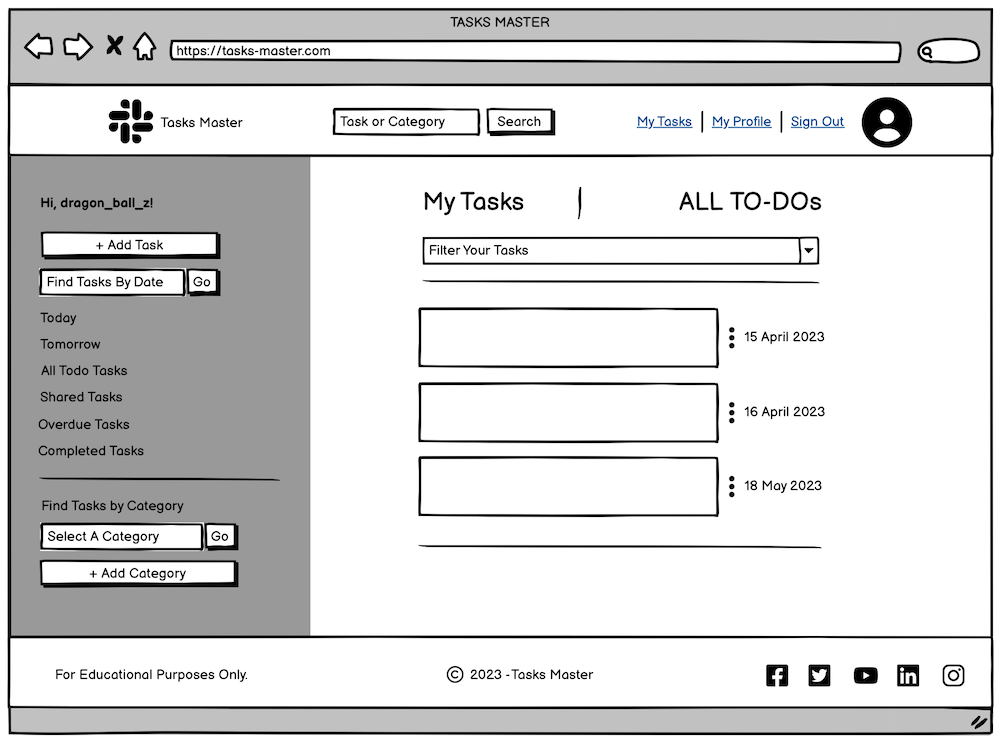 TASKS MASTER
https://tasks-master.com
Tasks Master
Task or Category
Search
My Tasks
My Profile
Sign Out
Hi, dragon_ball_z!
+ Add Task
Find Tasks By Date
Go
Today
Tomorrow
All Todo Tasks
Shared Tasks
Overdue Tasks
Completed Tasks
Find Tasks by Category
Select A Category
Go
+ Add Category
My Tasks
ALL TO-DOs
Filter Your Tasks
15 April 2023
16 April 2023
18 May 2023
For Educational Purposes Only.
© 2023 - Tasks Master